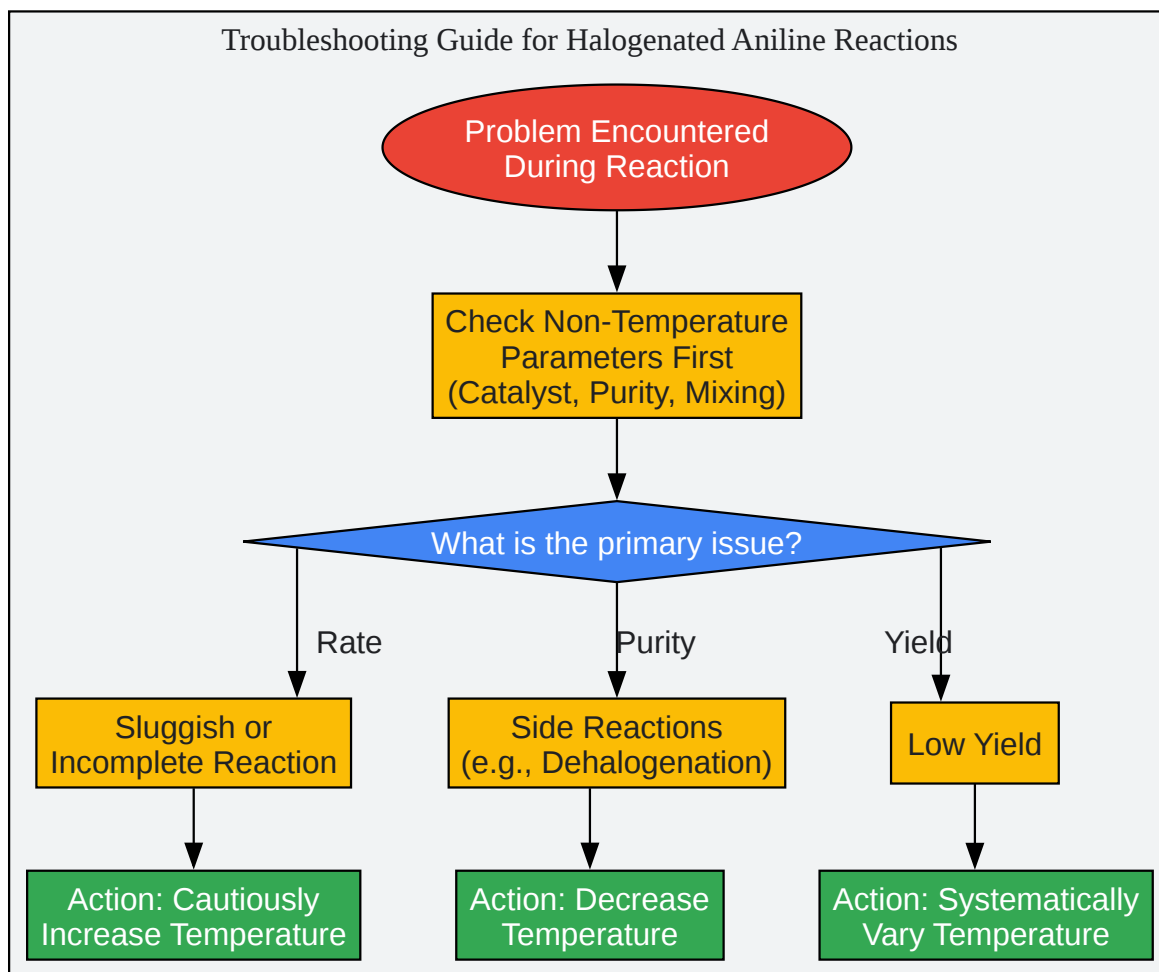 Troubleshooting Guide for Halogenated Aniline Reactions
Problem Encountered
During Reaction
Check Non-Temperature
Parameters First
(Catalyst, Purity, Mixing)
What is the primary issue?
Rate
Purity
Yield
Sluggish or
Incomplete Reaction
Side Reactions
(e.g., Dehalogenation)
Low Yield
Action: Cautiously
Increase Temperature
Action: Decrease
Temperature
Action: Systematically
Vary Temperature